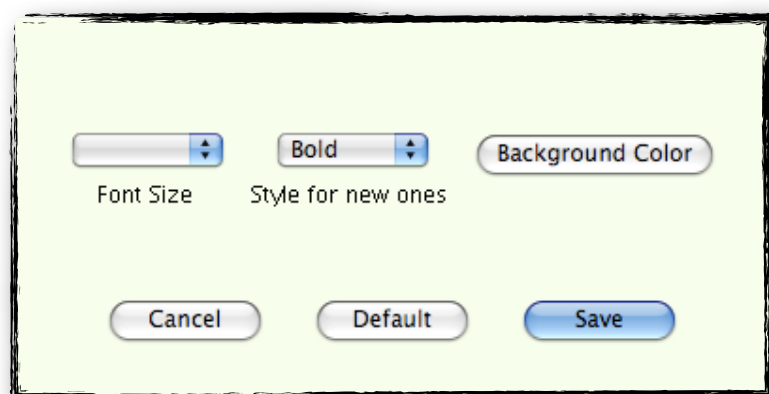 Bold
Background Color
Font Size
Style for new ones
Cancel
Default
Save